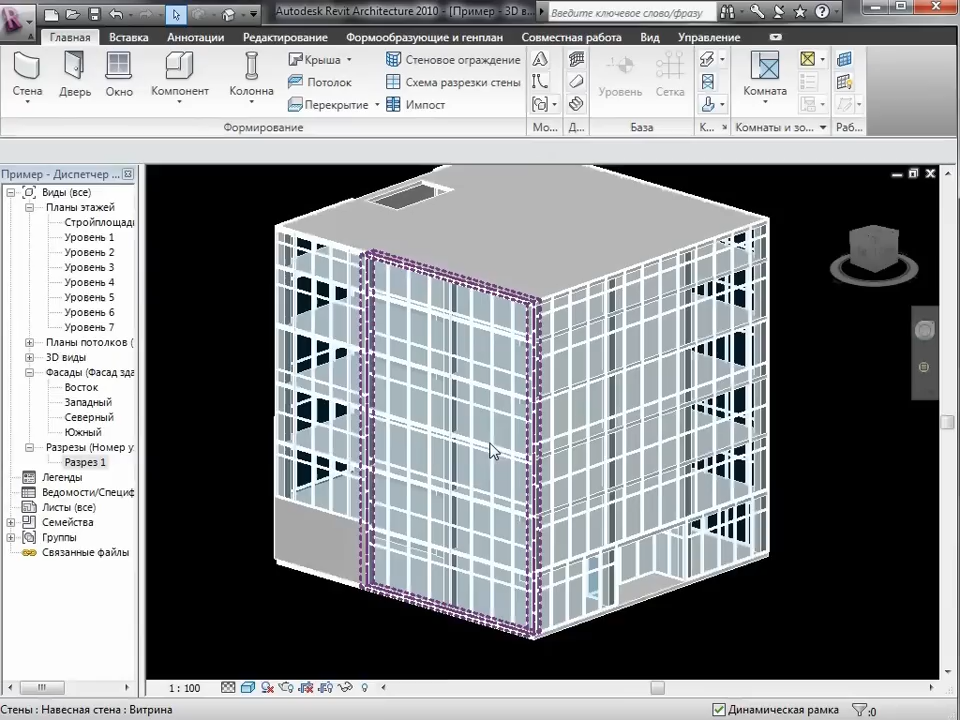 Autodesk Revit Architecture 2010 - [Пример - 3D в...
Введите ключевое слово/фразу
Главная
Вставка
Аннотации
Редактирование
Формообразующие и генплан
Совместная работа
Вид
Управление
Стена
Дверь
Окно
Компонент
Колонна
Крыша
Потолок
Перекрытие
Стеновое ограждение
Схема разрезки стены
Импост
Уровень
Сетка
Комната
Формирование
Мо...
Д...
База
К...
Комнаты и зо...
Раб...
Пример - Диспетчер ...
Виды (все)
Планы этажей
Стройплощад
Уровень 1
Уровень 2
Уровень 3
Уровень 4
Уровень 5
Уровень 6
Уровень 7
Планы потолков (
3D виды
Фасады (Фасад зда
Восток
Западный
Северный
Южный
Разрезы (Номер у
Разрез 1
Легенды
Ведомости/Специф
Листы (все)
Семейства
Группы
Связанные файлы
1 : 100
Стены : Навесная стена : Витрина
Динамическая рамка
:0